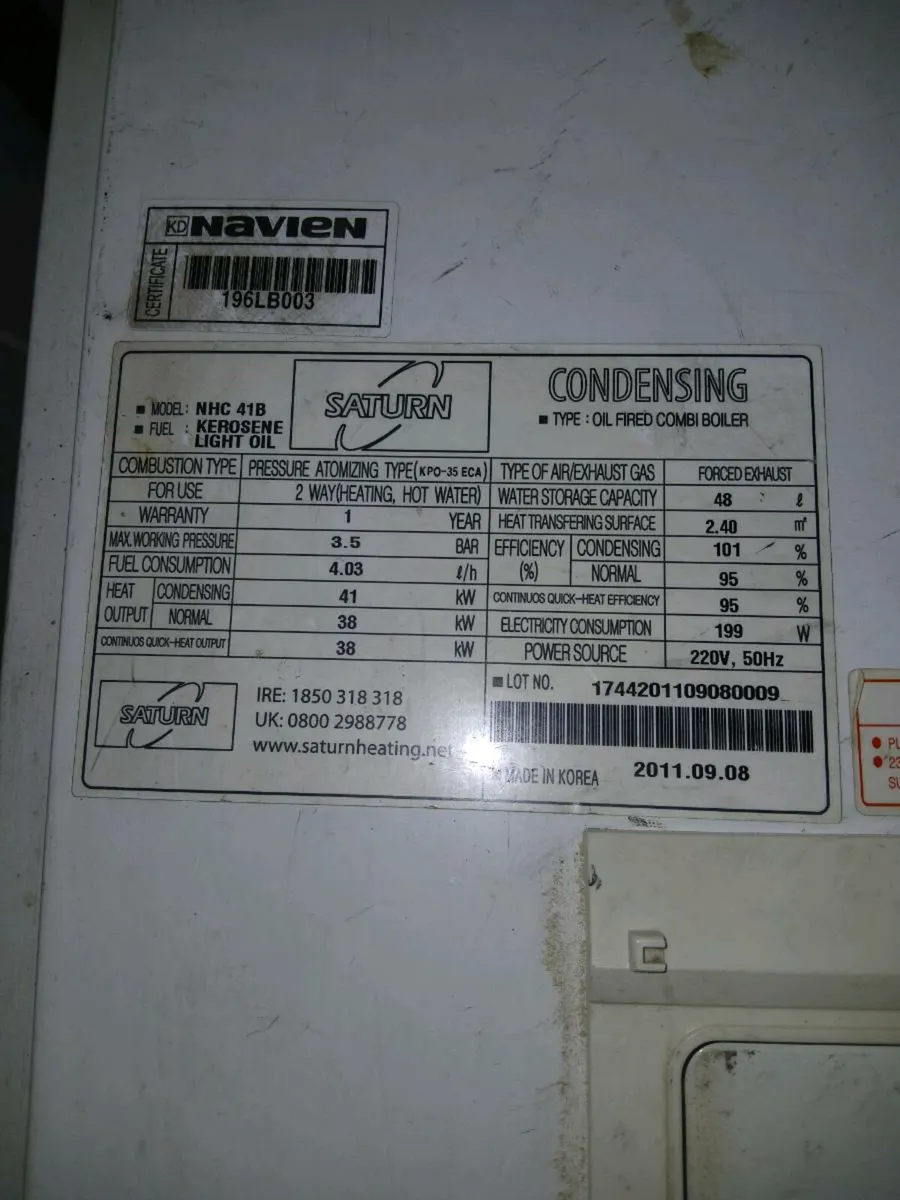 KD NAVIEN
CERTIFICATE
196LB003
■ MODEL: NHC 41B
■ FUEL : KEROSENE
LIGHT OIL
SATURN
CONDENSING
■ TYPE : OIL FIRED COMBI BOILER
COMBUSTION TYPE PRESSURE ATOMIZING TYPE(KPO-35 ECA) TYPE OF AIR/EXHAUST GAS FORCED EXHAUST
FOR USE 2 WAY(HEATING, HOT WATER) WATER STORAGE CAPACITY 48 ℓ
WARRANTY 1 YEAR HEAT TRANSFERING SURFACE 2.40 ㎡
MAX.WORKING PRESSURE 3.5 BAR EFFICIENCY (%) CONDENSING 101 %
FUEL CONSUMPTION 4.03 ℓ/h NORMAL 95 %
HEAT OUTPUT CONDENSING 41 kW CONTINUOS QUICK-HEAT EFFICIENCY 95 %
NORMAL 38 kW ELECTRICITY CONSUMPTION 199 W
CONTINUOS QUICK-HEAT OUTPUT 38 kW POWER SOURCE 220V, 50Hz
SATURN
IRE: 1850 318 318
UK: 0800 2988778
www.saturnheating.net
■ LOT NO. 1744201109080009
MADE IN KOREA 2011.09.08
● PU
● 23
SU